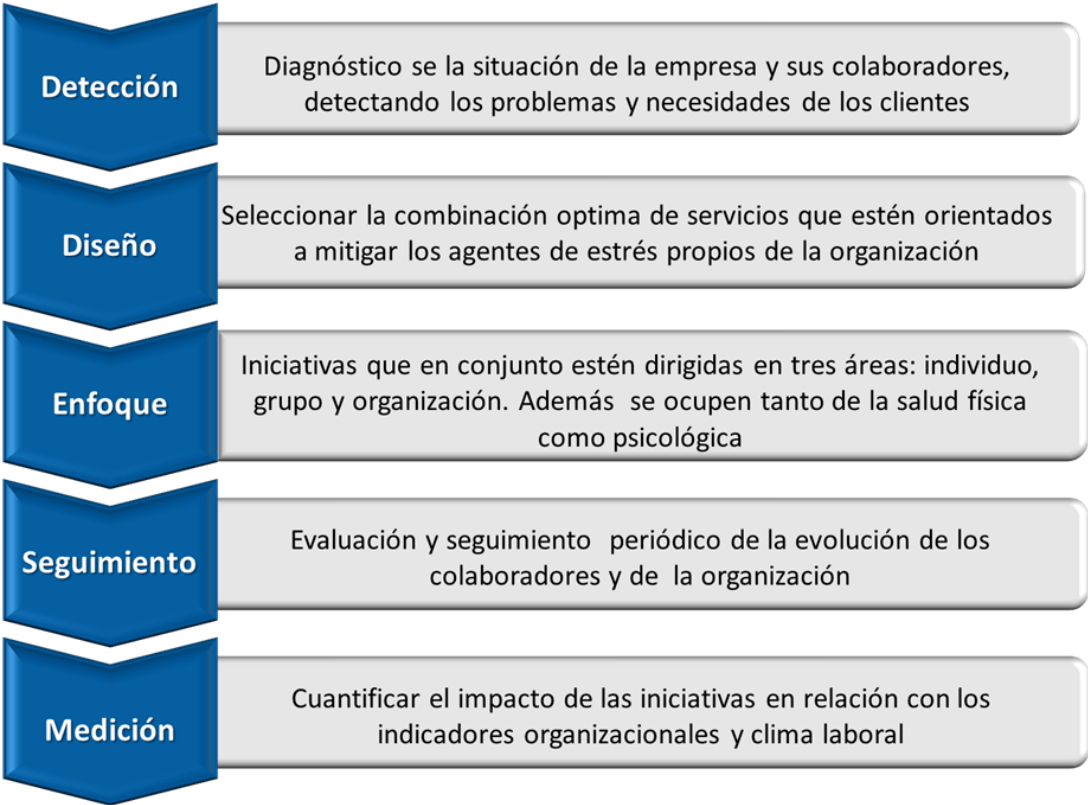 Detección
Diagnóstico se la situación de la empresa y sus colaboradores,
detectando los problemas y necesidades de los clientes
Diseño
Seleccionar la combinación optima de servicios que estén orientados
a mitigar los agentes de estrés propios de la organización
Enfoque
Iniciativas que en conjunto estén dirigidas en tres áreas: individuo,
grupo y organización. Además se ocupen tanto de la salud física
como psicológica
Seguimiento
Evaluación y seguimiento periódico de la evolución de los
colaboradores y de la organización
Medición
Cuantificar el impacto de las iniciativas en relación con los
indicadores organizacionales y clima laboral